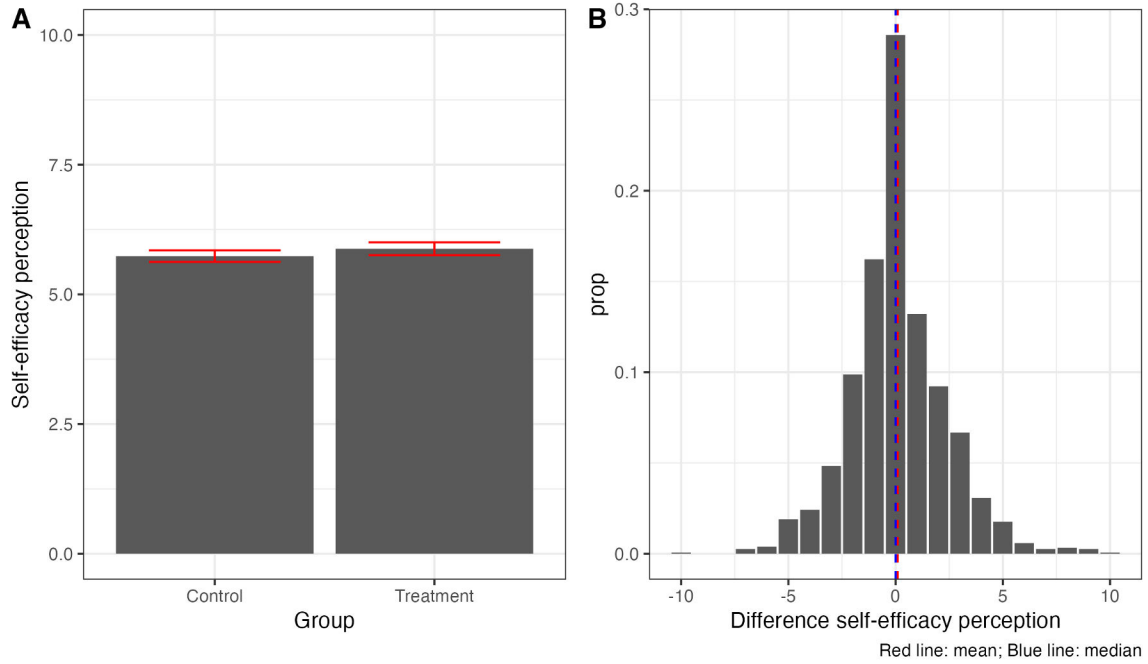 A
10.0
7.5
5.0
2.5
0.0
Self-efficacy perception
Control
Treatment
Group
B
0.3
0.2
0.1
0.0
prop
-10
-5
0
5
10
Difference self-efficacy perception
Red line: mean; Blue line: median